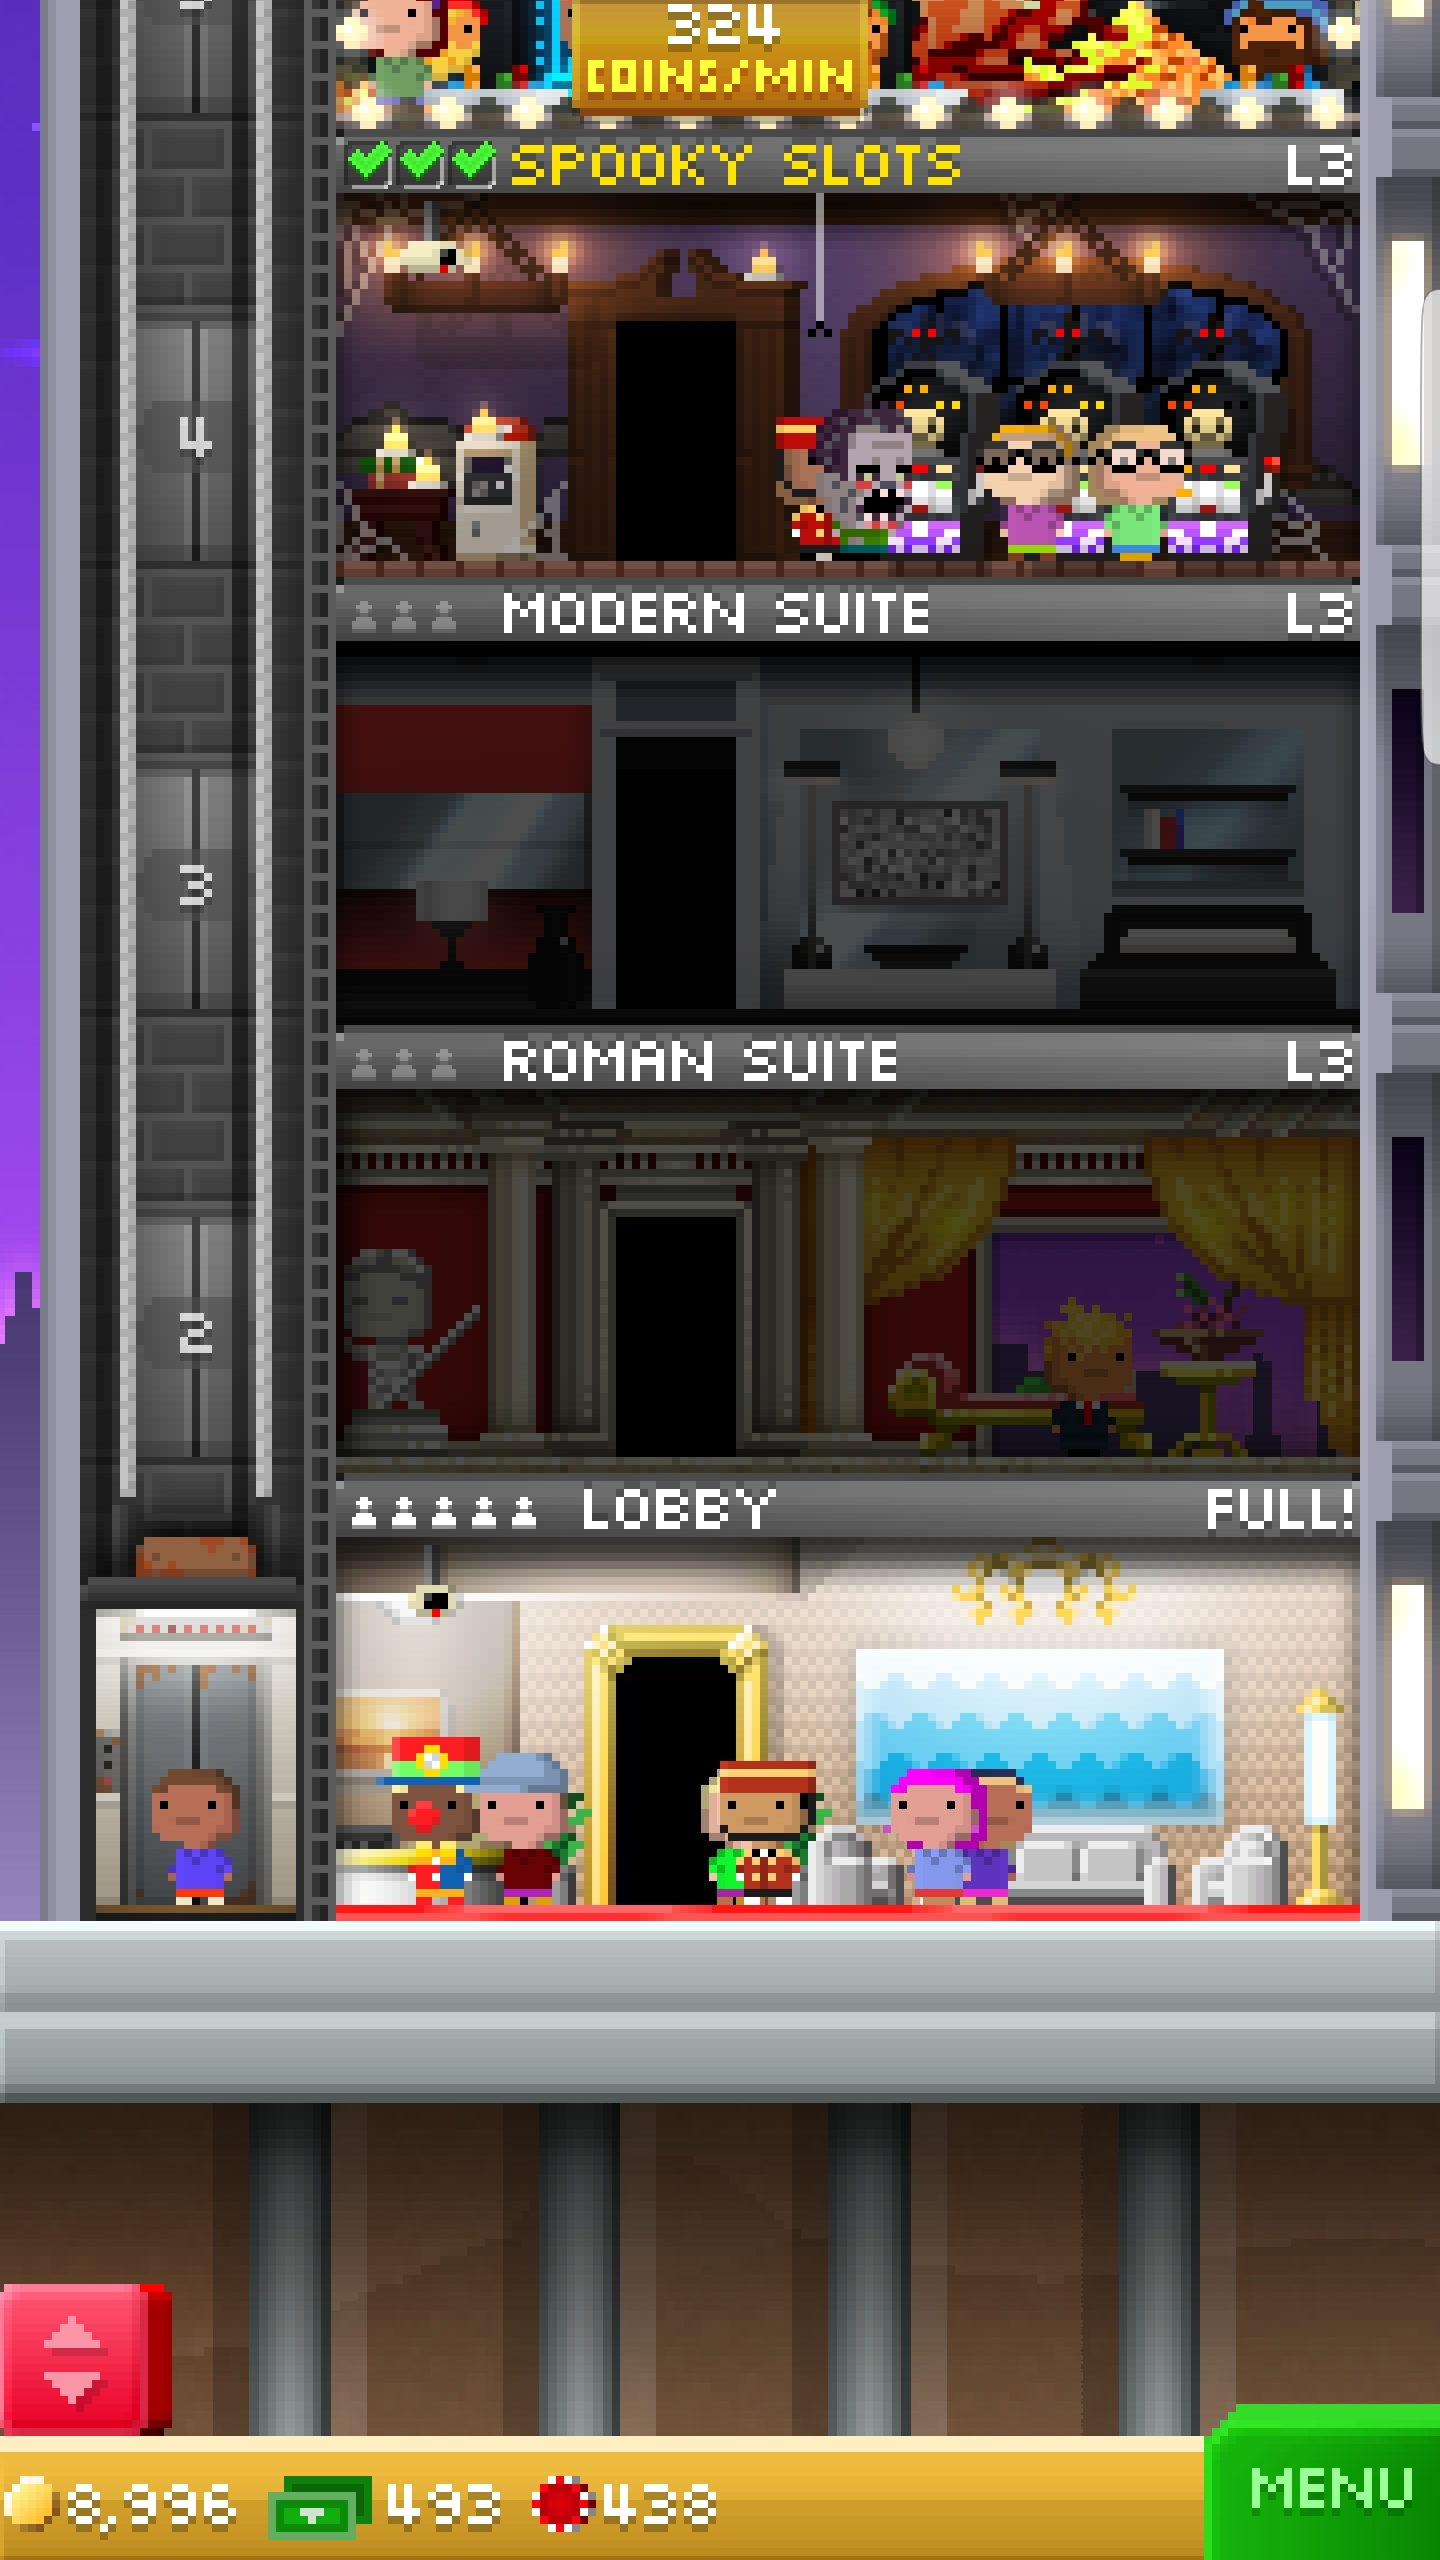 324
COINS/MIN
SPOOKY SLOTS L3
4
MODERN SUITE L3
3
ROMAN SUITE L3
2
LOBBY FULL!
8,996 493 438
MENU